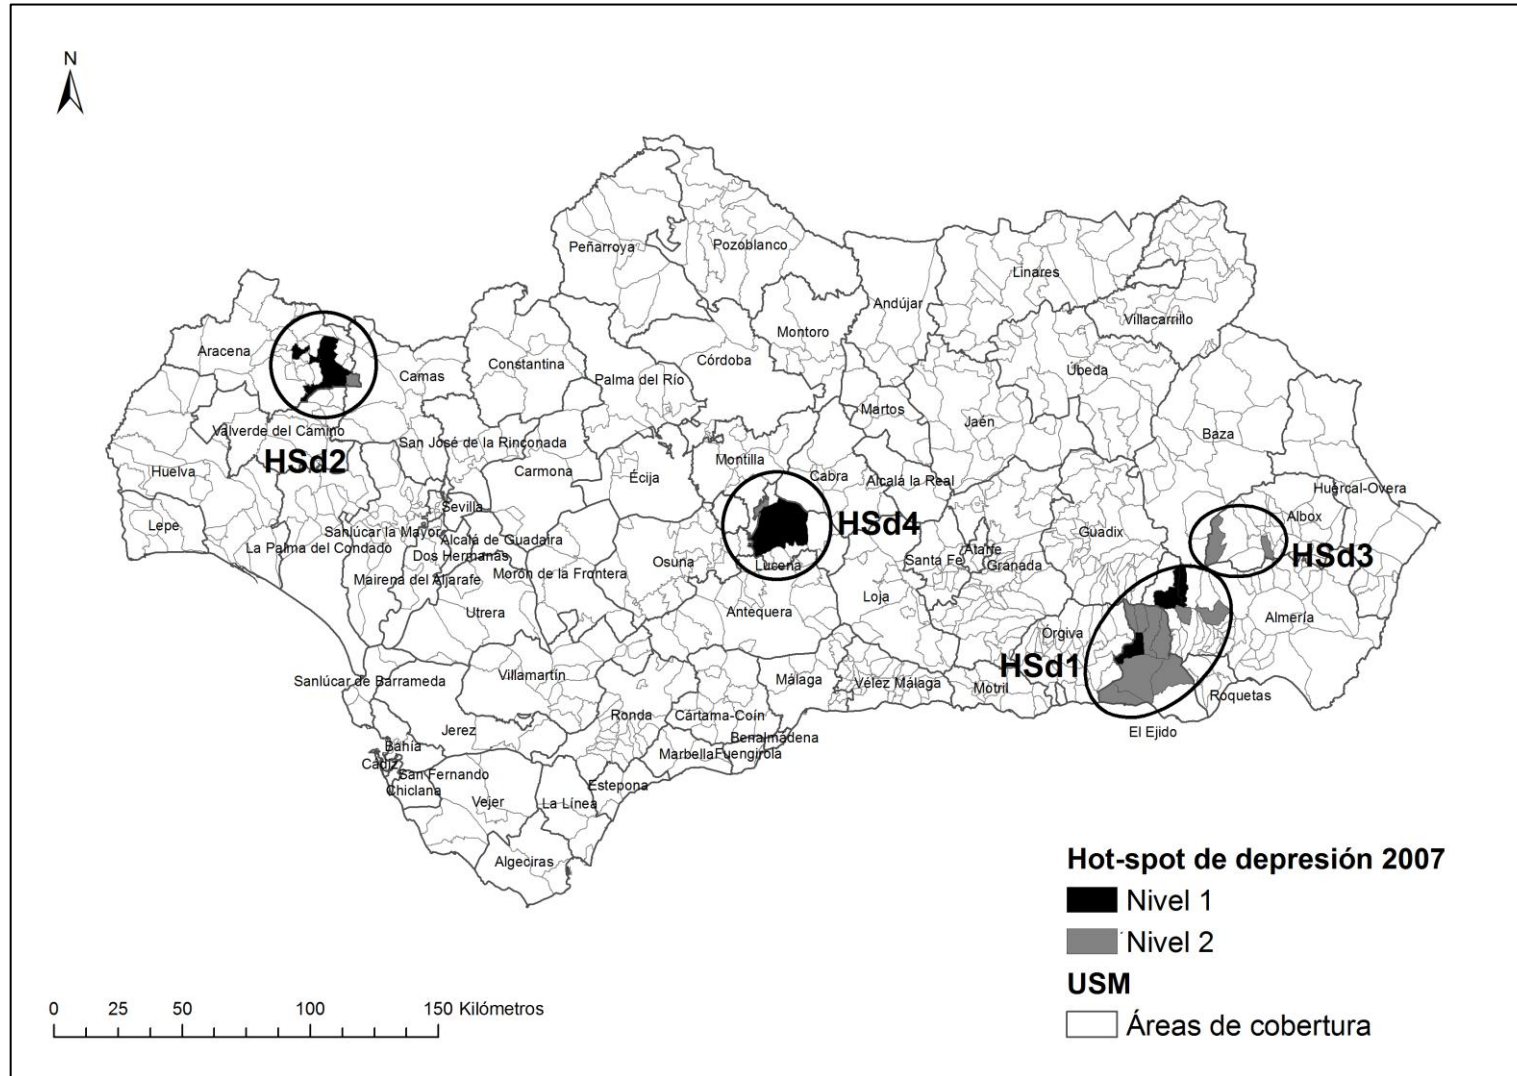 N
Peñarroya
Pozoblanco
Linares
Andújar
Villacarrillo
Montoro
Aracena
Constantina
Córdoba
Camas
Palma del Río
Úbeda
Martos
Jaén
Baza
Valverde del Camino
San José de la Rinconada
HSd2
Montilla
Huelva
Carmona
Écija
Cabra
Alcalá la Real
Huércal-Overa
Sevilla
Lepe
Sanlúcar la Mayor
HSd4
Guadix
Albox
Alcalá de Guadaira
La Palma del Condado
Dos Hermanas
Atarfe
HSd3
Osuna
Lucena
Santa Fé
Granada
Mairena del Aljarafe
Morón de la Frontera
Utrera
Antequera
Loja
Almería
Órgiva
HSd1
Villamartín
Sanlúcar de Barrameda
Málaga
Vélez Málaga
Motril
Roquetas
Ronda
Cártama-Coín
Jerez
El Ejido
Benalmádena
Bahía
Marbella
Fuengirola
Cádiz
San Fernando
Chiclana
Estepona
Vejer
La Línea
Algeciras
Hot-spot de depresión 2007
Nivel 1
Nivel 2
USM
Áreas de cobertura
0 25 50 100 150 Kilómetros